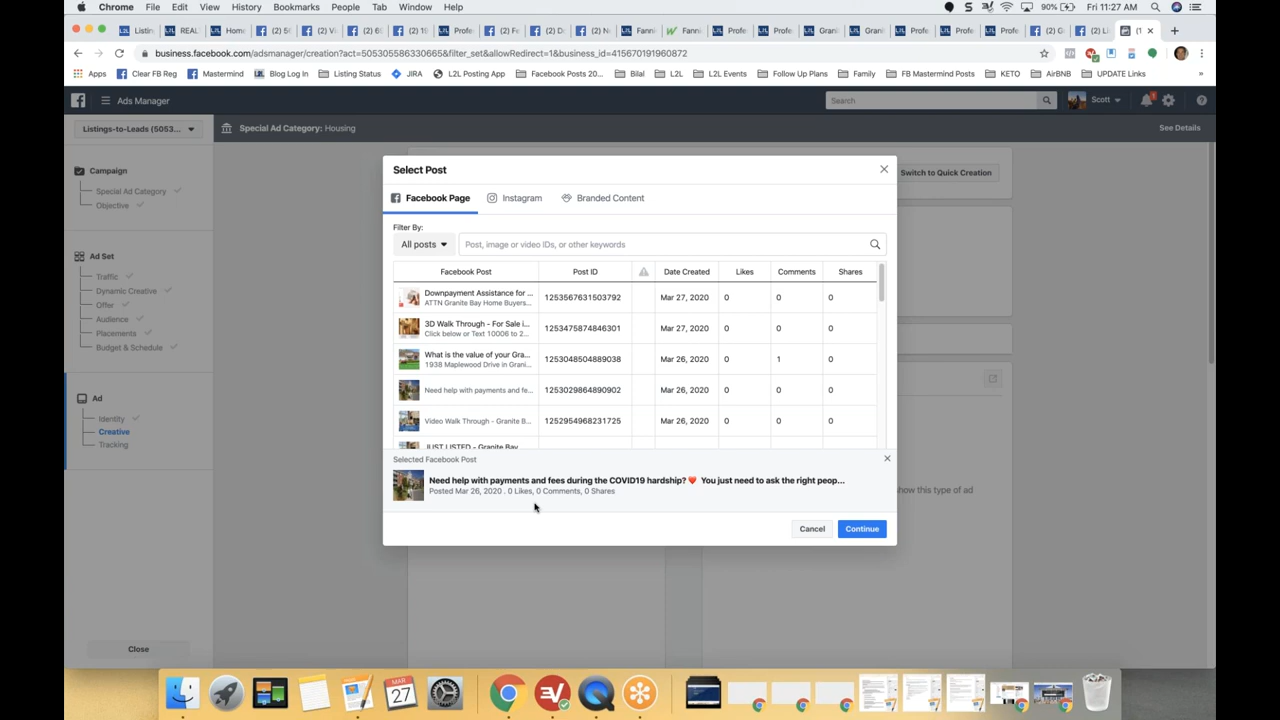 Chrome File Edit View History Bookmarks People Tab Window Help 90% Fri 11:27 AM
business.facebook.com/adsmanager/creation?act=505305586330665&filter_set&allowRedirect=1&business_id=415670191960872
Apps Clear FB Reg Mastermind Blog Log In Listing Status JIRA L2L Posting App Facebook Posts 20... Bilal L2L L2L Events Follow Up Plans Family FB Mastermind Posts KETO AirBNB UPDATE Links »
Ads Manager Search Scott
Listings-to-Leads (5053... Special Ad Category: Housing See Details
Campaign
Special Ad Category
Objective
Ad Set
Traffic
Dynamic Creative
Offer
Audience
Placements
Budget & Schedule
Ad
Identity
Creative
Tracking
Close
Switch to Quick Creation
Select Post
Facebook Page Instagram Branded Content
Filter By:
All posts Post, image or video IDs, or other keywords
Facebook Post Post ID Date Created Likes Comments Shares
Downpayment Assistance for ...
ATTN Granite Bay Home Buyers...
1253567631503792 Mar 27, 2020 0 0 0
3D Walk Through - For Sale i...
Click below or Text 10006 to 2...
1253475874846301 Mar 27, 2020 0 0 0
What is the value of your Gra...
1938 Maplewood Drive in Grani...
1253048504889038 Mar 26, 2020 0 1 0
Need help with payments and fe... 1253029864890902 Mar 26, 2020 0 0 0
Video Walk Through - Granite B... 1252954968231725 Mar 26, 2020 0 0 0
JUST LISTED - Granite Bay
Selected Facebook Post
Need help with payments and fees during the COVID19 hardship? ❤️ You just need to ask the right peop...
Posted Mar 26, 2020 . 0 Likes, 0 Comments, 0 Shares
Cancel Continue
show this type of ad
MAR
27